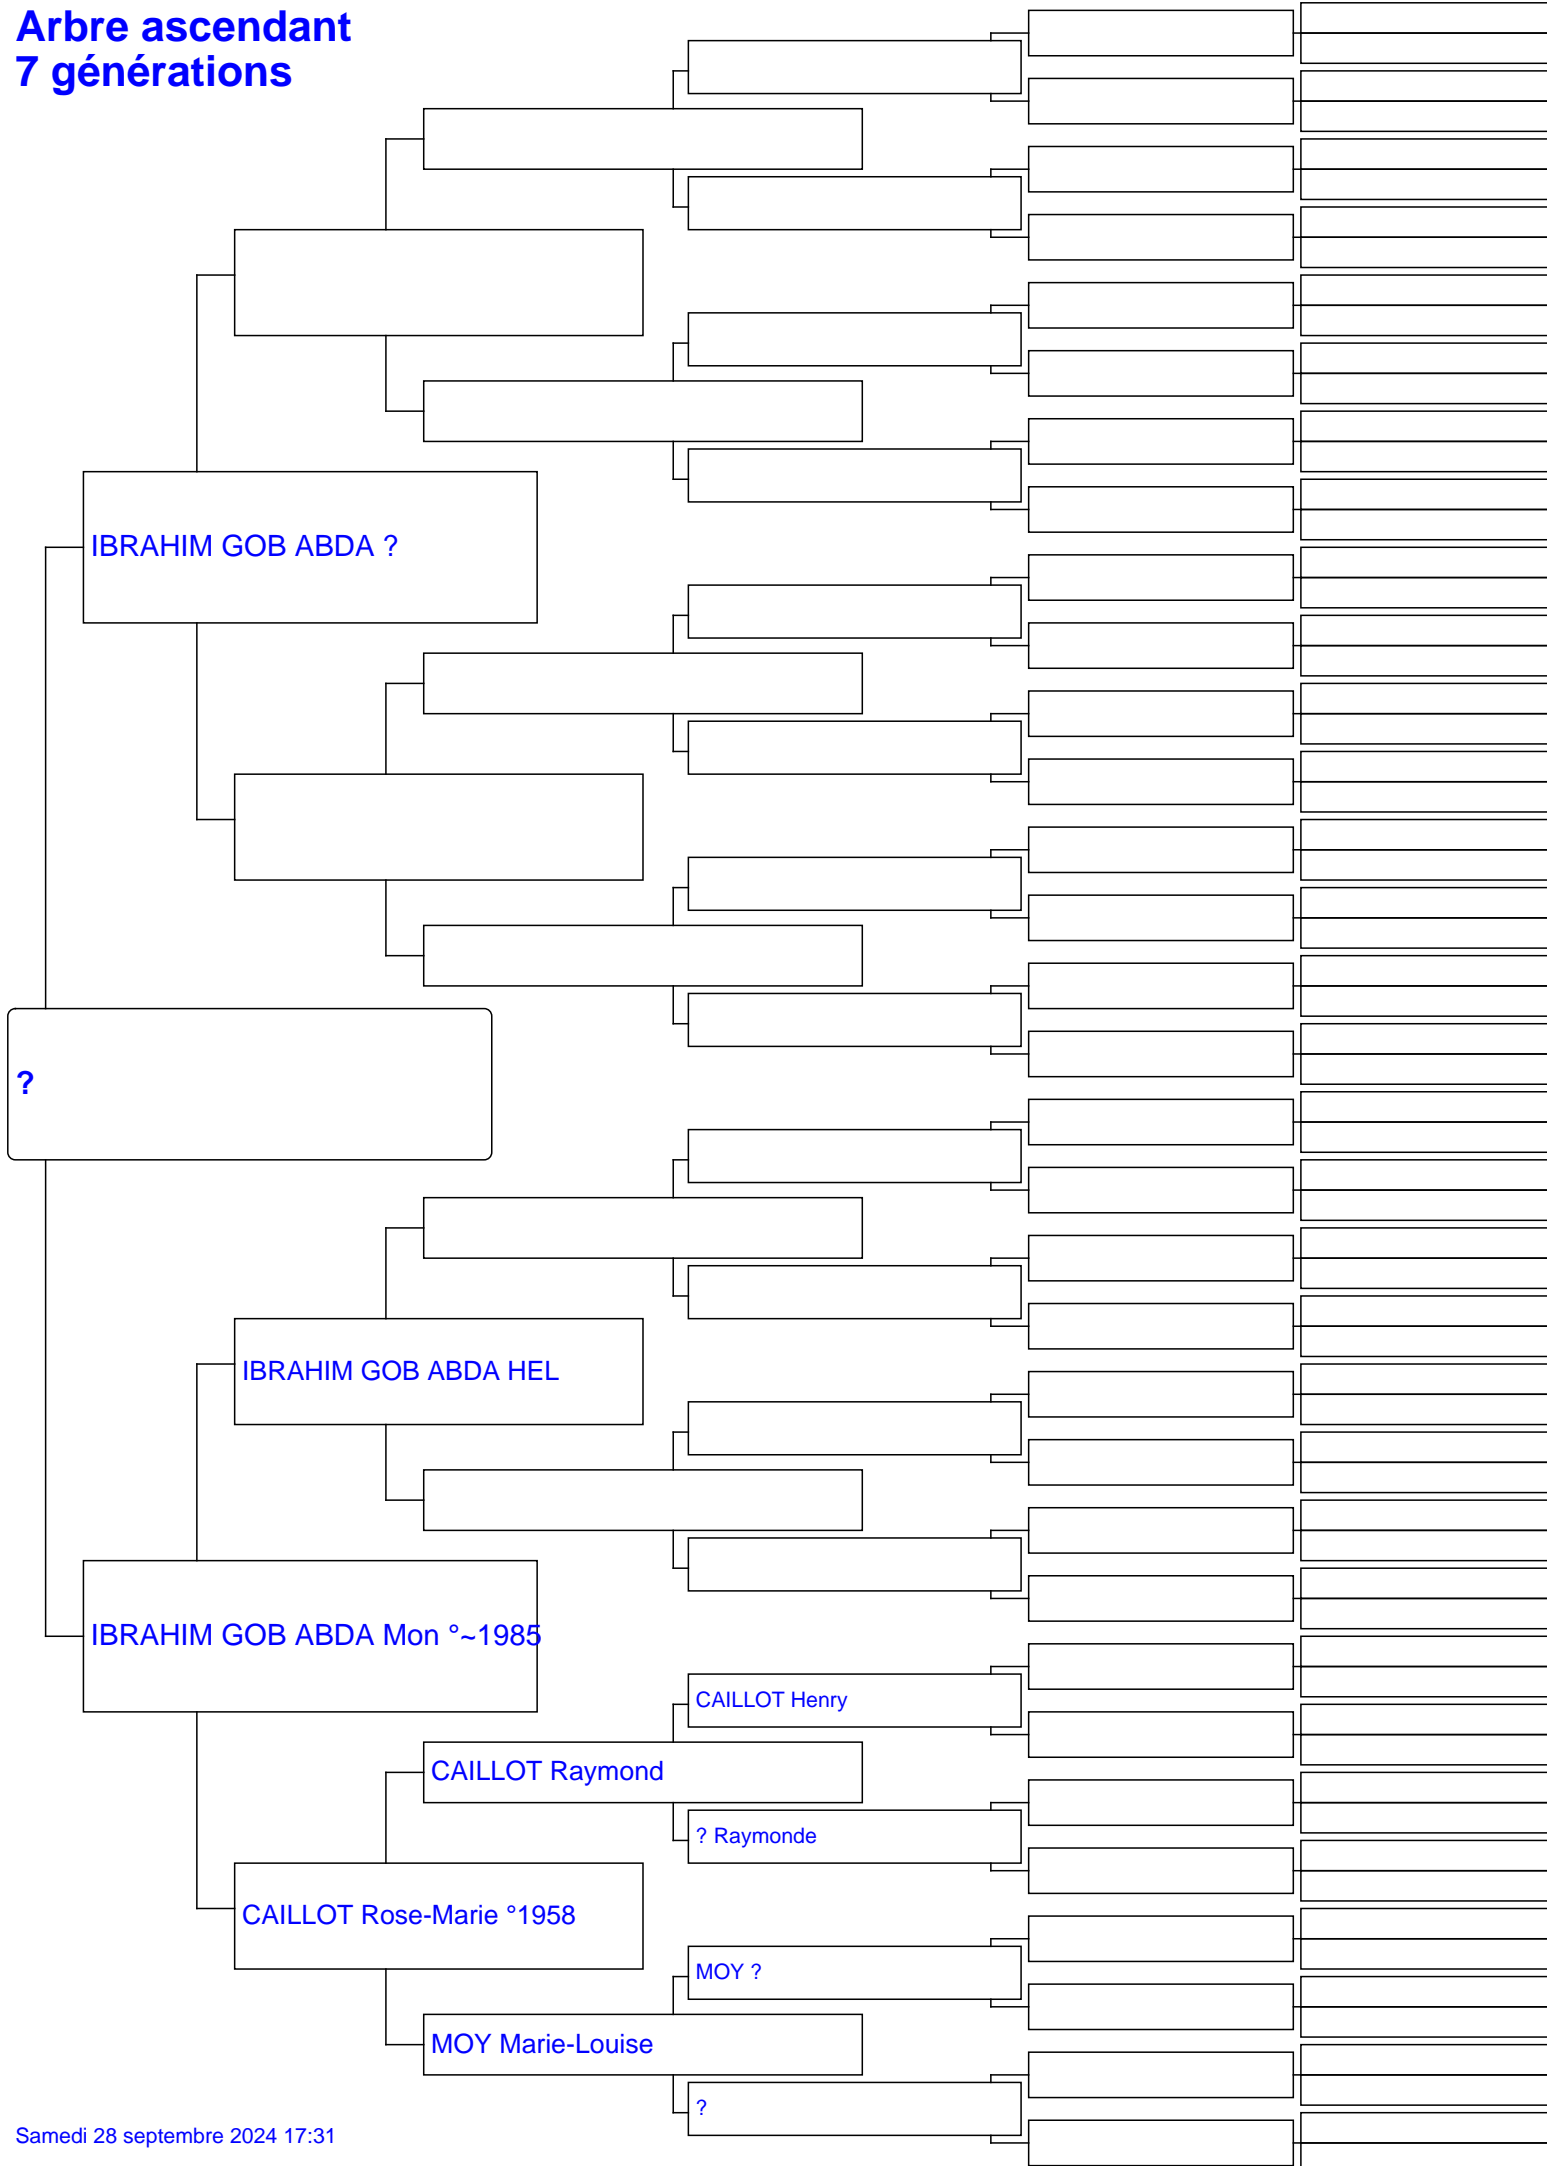 Arbre ascendant
7 générations
IBRAHIM GOB ABDA ?
?
IBRAHIM GOB ABDA HEL
IBRAHIM GOB ABDA Mon °~1985
CAILLOT Henry
CAILLOT Raymond
? Raymonde
CAILLOT Rose-Marie °1958
MOY ?
MOY Marie-Louise
?
Samedi 28 septembre 2024 17:31